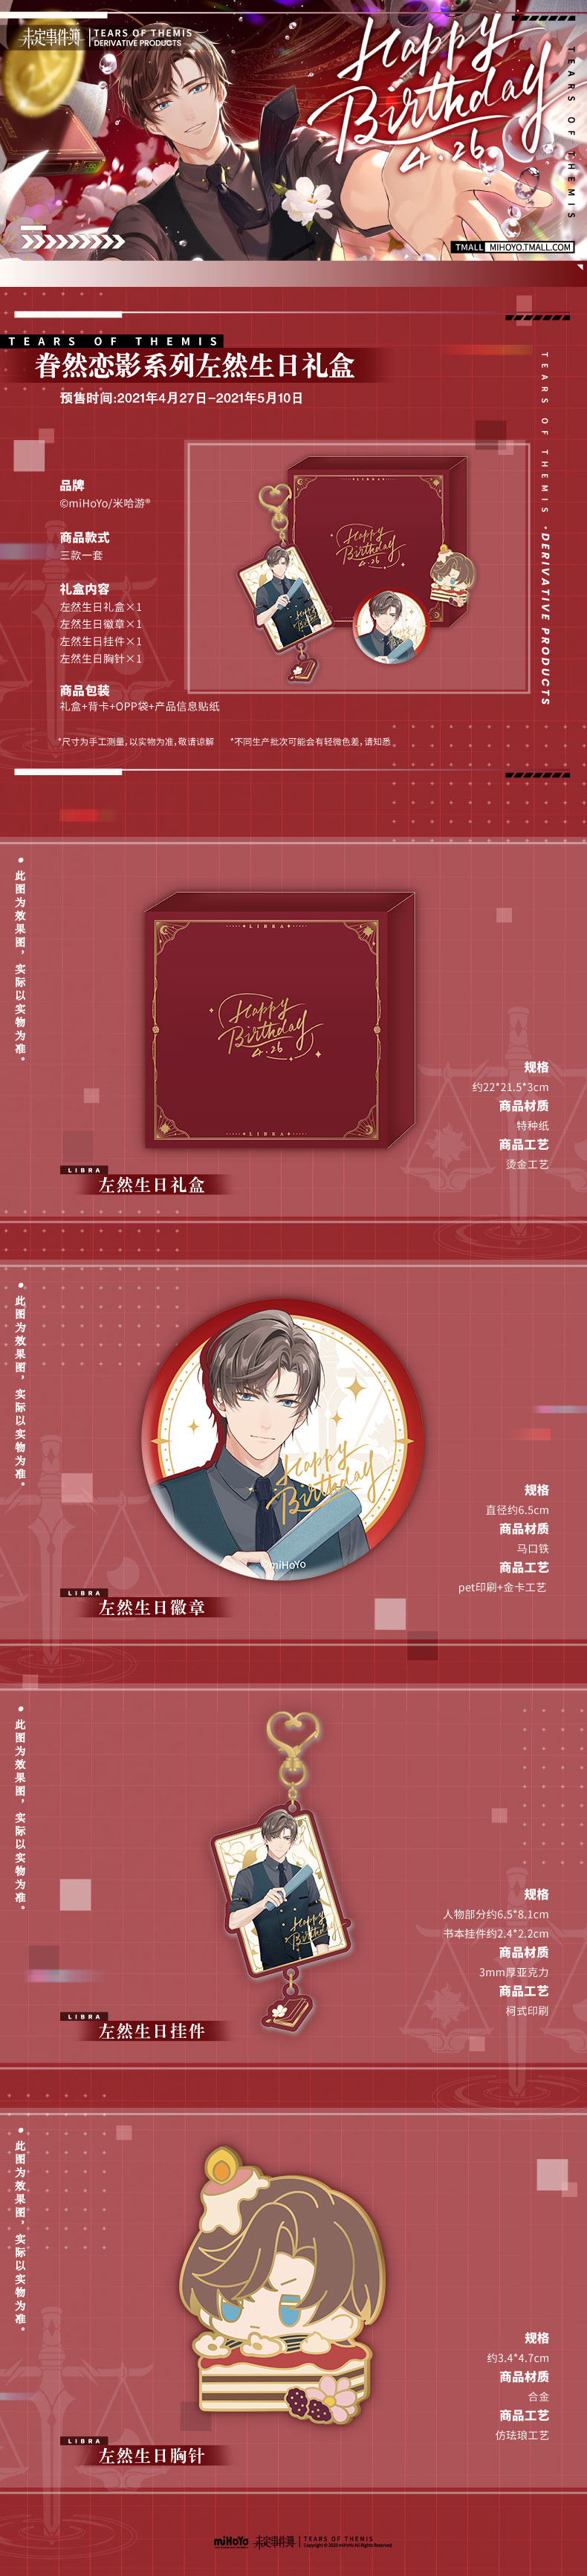 未定事件簿
TEARS OF THEMIS
DERIVATIVE PRODUCTS
Happy
Birthday
4.26
TEARS OF THEMIS
TMALL MIHOYO.TMALL.COM
TEARS OF THEMIS
眷然恋影系列左然生日礼盒
预售时间:2021年4月27日-2021年5月10日
TEARS OF THEMIS ·DERIVATIVE PRODUCTS
品牌
©miHoYo/米哈游®
商品款式
三款一套
礼盒内容
左然生日礼盒×1
左然生日徽章×1
左然生日挂件×1
左然生日胸针×1
商品包装
礼盒+背卡+OPP袋+产品信息贴纸
LIBRA
Happy
Birthday
4.26
*尺寸为手工测量,以实物为准,敬请谅解 *不同生产批次可能会有轻微色差,请知悉
•此图为效果图，实际以实物为准。
LIBRA
Happy
Birthday
4.26
LIBRA
规格
约22*21.5*3cm
商品材质
特种纸
商品工艺
烫金工艺
LIBRA
左然生日礼盒
•此图为效果图，实际以实物为准。
Happy
Birthday
miHoYo
规格
直径约6.5cm
商品材质
马口铁
商品工艺
pet印刷+金卡工艺
LIBRA
左然生日徽章
•此图为效果图，实际以实物为准。
Happy
Birthday
规格
人物部分约6.5*8.1cm
书本挂件约2.4*2.2cm
商品材质
3mm厚亚克力
商品工艺
柯式印刷
LIBRA
左然生日挂件
•此图为效果图，实际以实物为准。
规格
约3.4*4.7cm
商品材质
合金
商品工艺
仿珐琅工艺
LIBRA
左然生日胸针
miHoYo 未定事件簿 TEARS OF THEMIS
Copyright © 2020 miHoYo All Rights Reserved